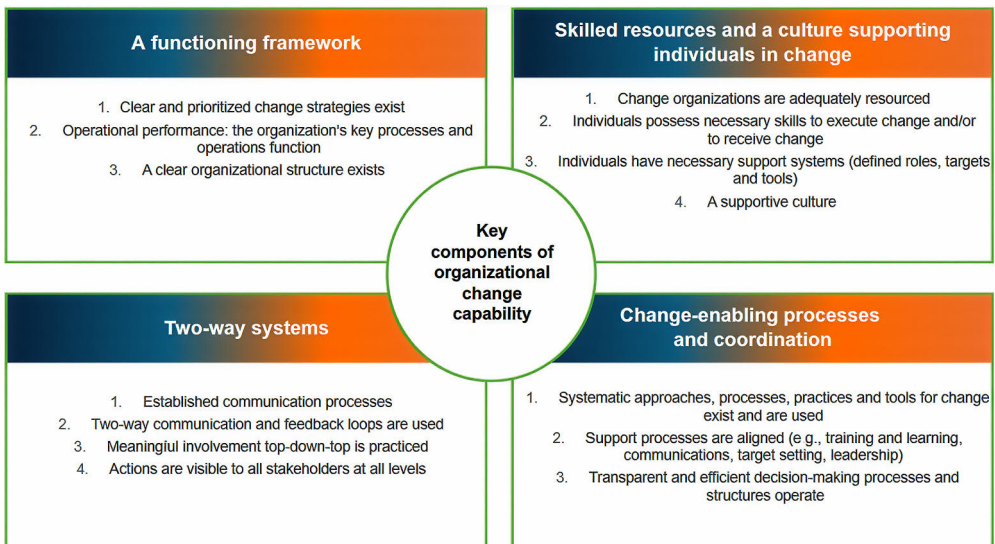 A functioning framework
1. Clear and prioritized change strategies exist
2. Operational performance: the organization's key processes and
operations function
3. A clear organizational structure exists
Skilled resources and a culture supporting
individuals in change
1. Change organizations are adequately resourced
2. Individuals possess necessary skills to execute change and/or
to receive change
3. Individuals have necessary support systems (defined roles, targets
and tools)
4. A supportive culture
Key
components of
organizational
change
capability
Two-way systems
1. Established communication processes
2. Two-way communication and feedback loops are used
3. Meaningiul involvement top-down-top is practiced
4. Actions are visible to all stakeholders at all levels
Change-enabling processes
and coordination
1. Systematic approaches, processes, practices and tools for change
exist and are used
2. Support processes are aligned (e g., training and learning,
communications, target setting, leadership)
3. Transparent and efficient decision-making processes and
structures operate